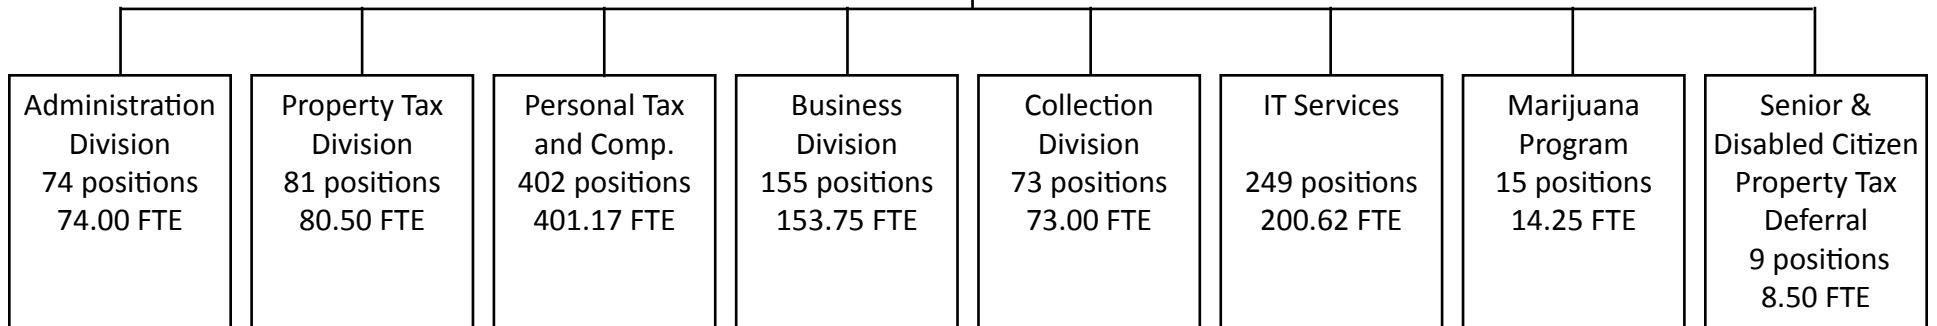 Administration
Division
74 positions
74.00 FTE
Property Tax
Division
81 positions
80.50 FTE
Personal Tax
and Comp.
402 positions
401.17 FTE
Business
Division
155 positions
153.75 FTE
Collection
Division
73 positions
73.00 FTE
IT Services
249 positions
200.62 FTE
Marijuana
Program
15 positions
14.25 FTE
Senior &
Disabled Citizen
Property Tax
Deferral
9 positions
8.50 FTE